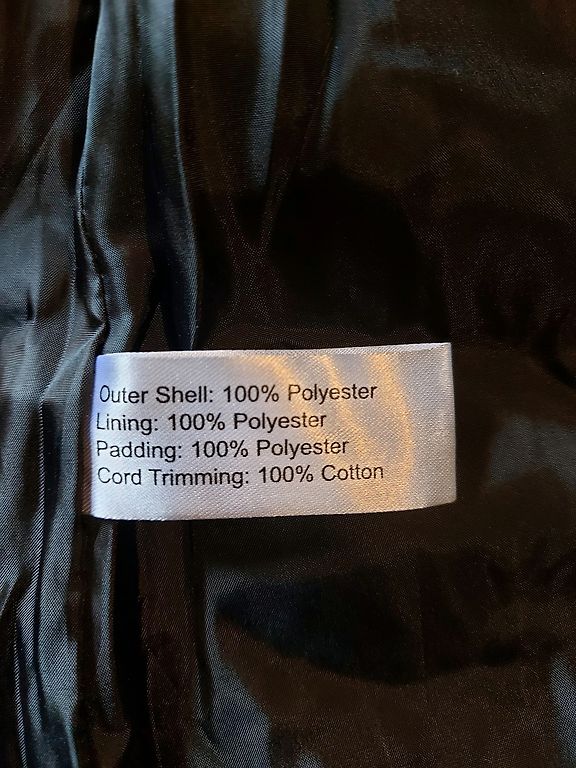 Outer Shell: 100% Polyester
Lining: 100% Polyester
Padding: 100% Polyester
Cord Trimming: 100% Cotton